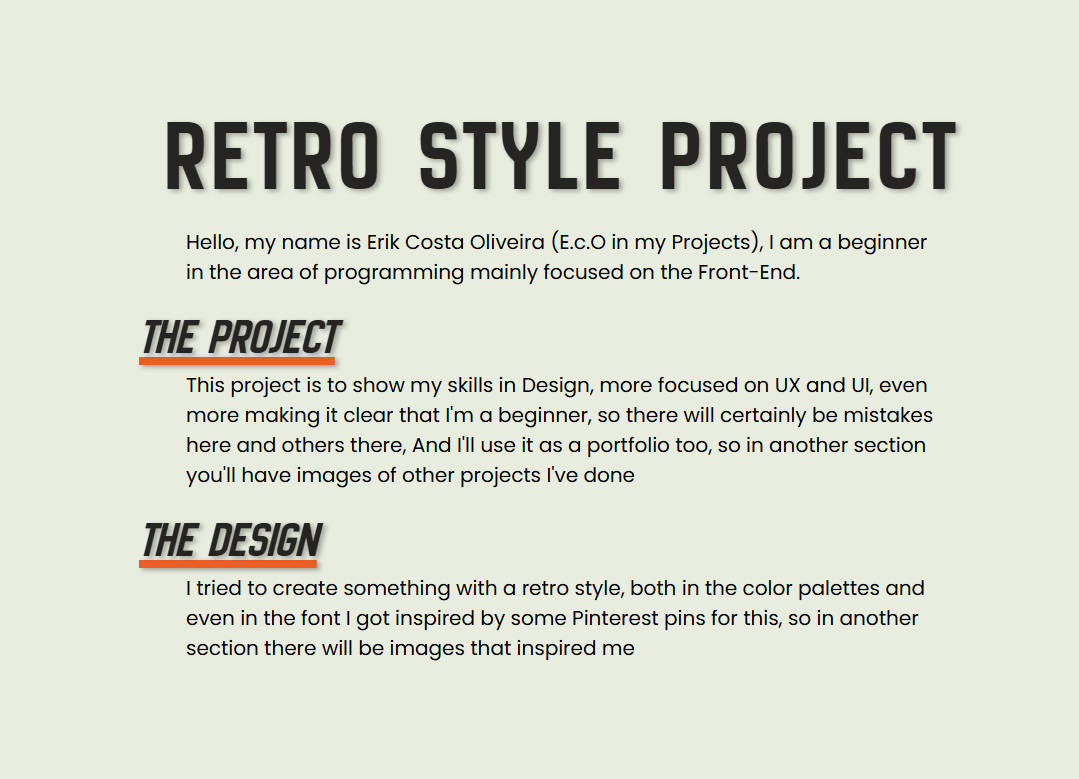 RETRO STYLE PROJECT
Hello, my name is Erik Costa Oliveira (E.c.O in my Projects), I am a beginner
in the area of programming mainly focused on the Front-End.
THE PROJECT
This project is to show my skills in Design, more focused on UX and UI, even
more making it clear that I'm a beginner, so there will certainly be mistakes
here and others there, And I'll use it as a portfolio too, so in another section
you'll have images of other projects I've done
THE DESIGN
I tried to create something with a retro style, both in the color palettes and
even in the font I got inspired by some Pinterest pins for this, so in another
section there will be images that inspired me